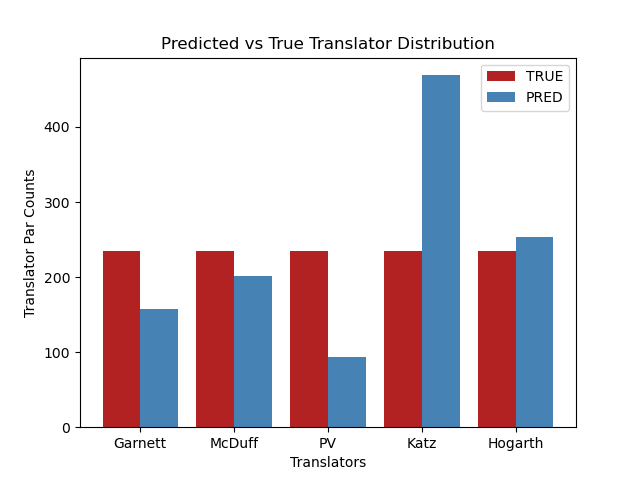 Predicted vs True Translator Distribution
TRUE
PRED
Translator Par Counts
400
300
200
100
0
Garnett McDuff PV Katz Hogarth
Translators